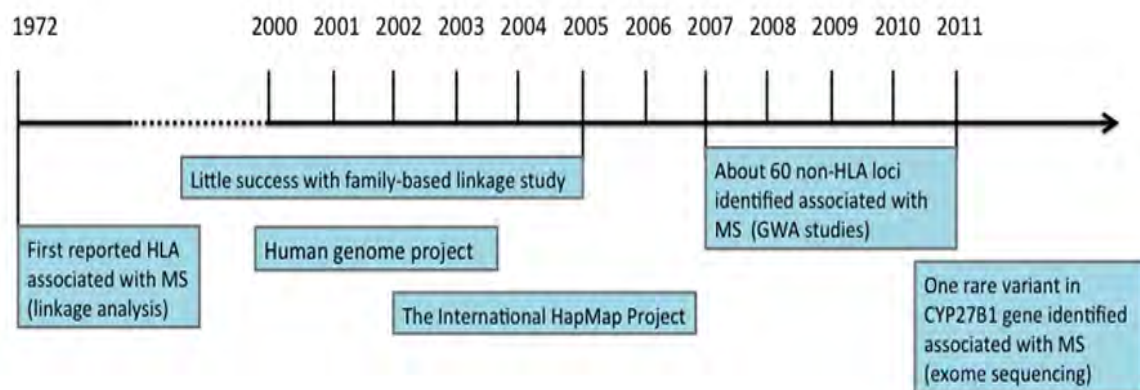 1972 2000 2001 2002 2003 2004 2005 2006 2007 2008 2009 2010 2011
Little success with family-based linkage study
About 60 non-HLA loci
identified associated with
MS (GWA studies)
First reported HLA
associated with MS
(linkage analysis)
Human genome project
The International HapMap Project
One rare variant in
CYP27B1 gene identified
associated with MS
(exome sequencing)